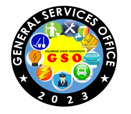 GENERAL SERVICES OFFICE
GSO
2023